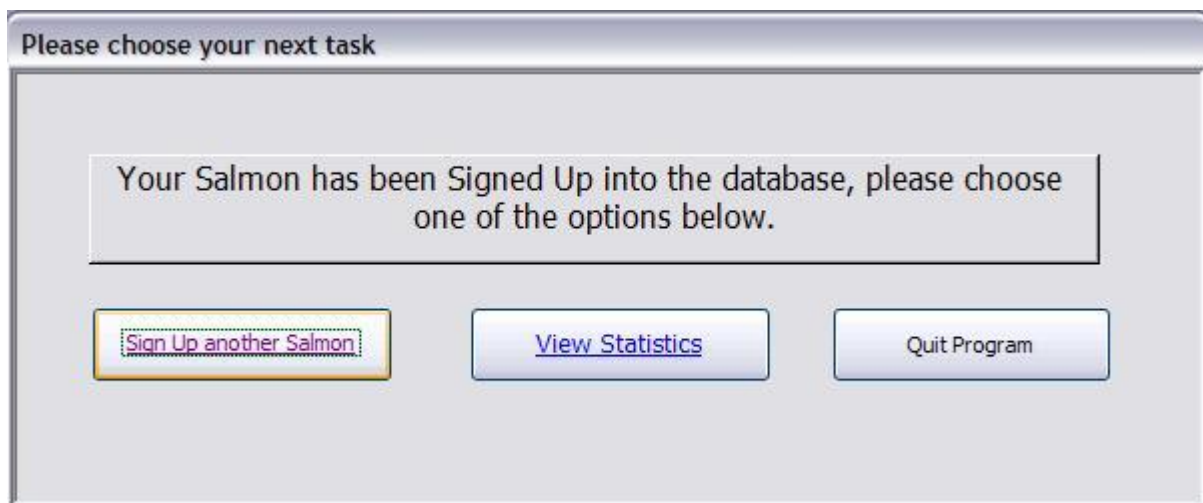 Please choose your next task
Your Salmon has been Signed Up into the database, please choose
one of the options below.
Sign Up another Salmon
View Statistics
Quit Program